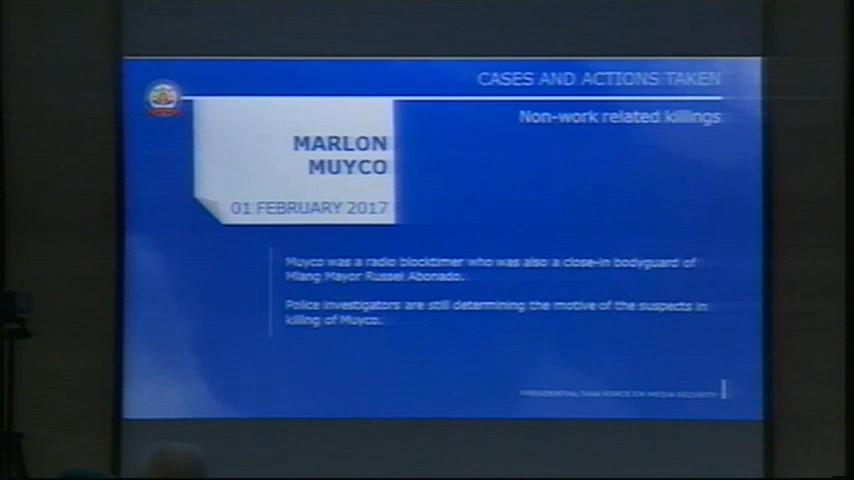 CASES AND ACTIONS TAKEN
Non-work related killings
MARLON
MUYCO
01 FEBRUARY 2017
Muyco was a radio blocktimer who was also a close-in bodyguard of
Mlang Mayor Russel Abonado.
Police investigators are still determining the motive of the suspects in
killing of Muyco.
PRESIDENTIAL TASK FORCE ON MEDIA SECURITY